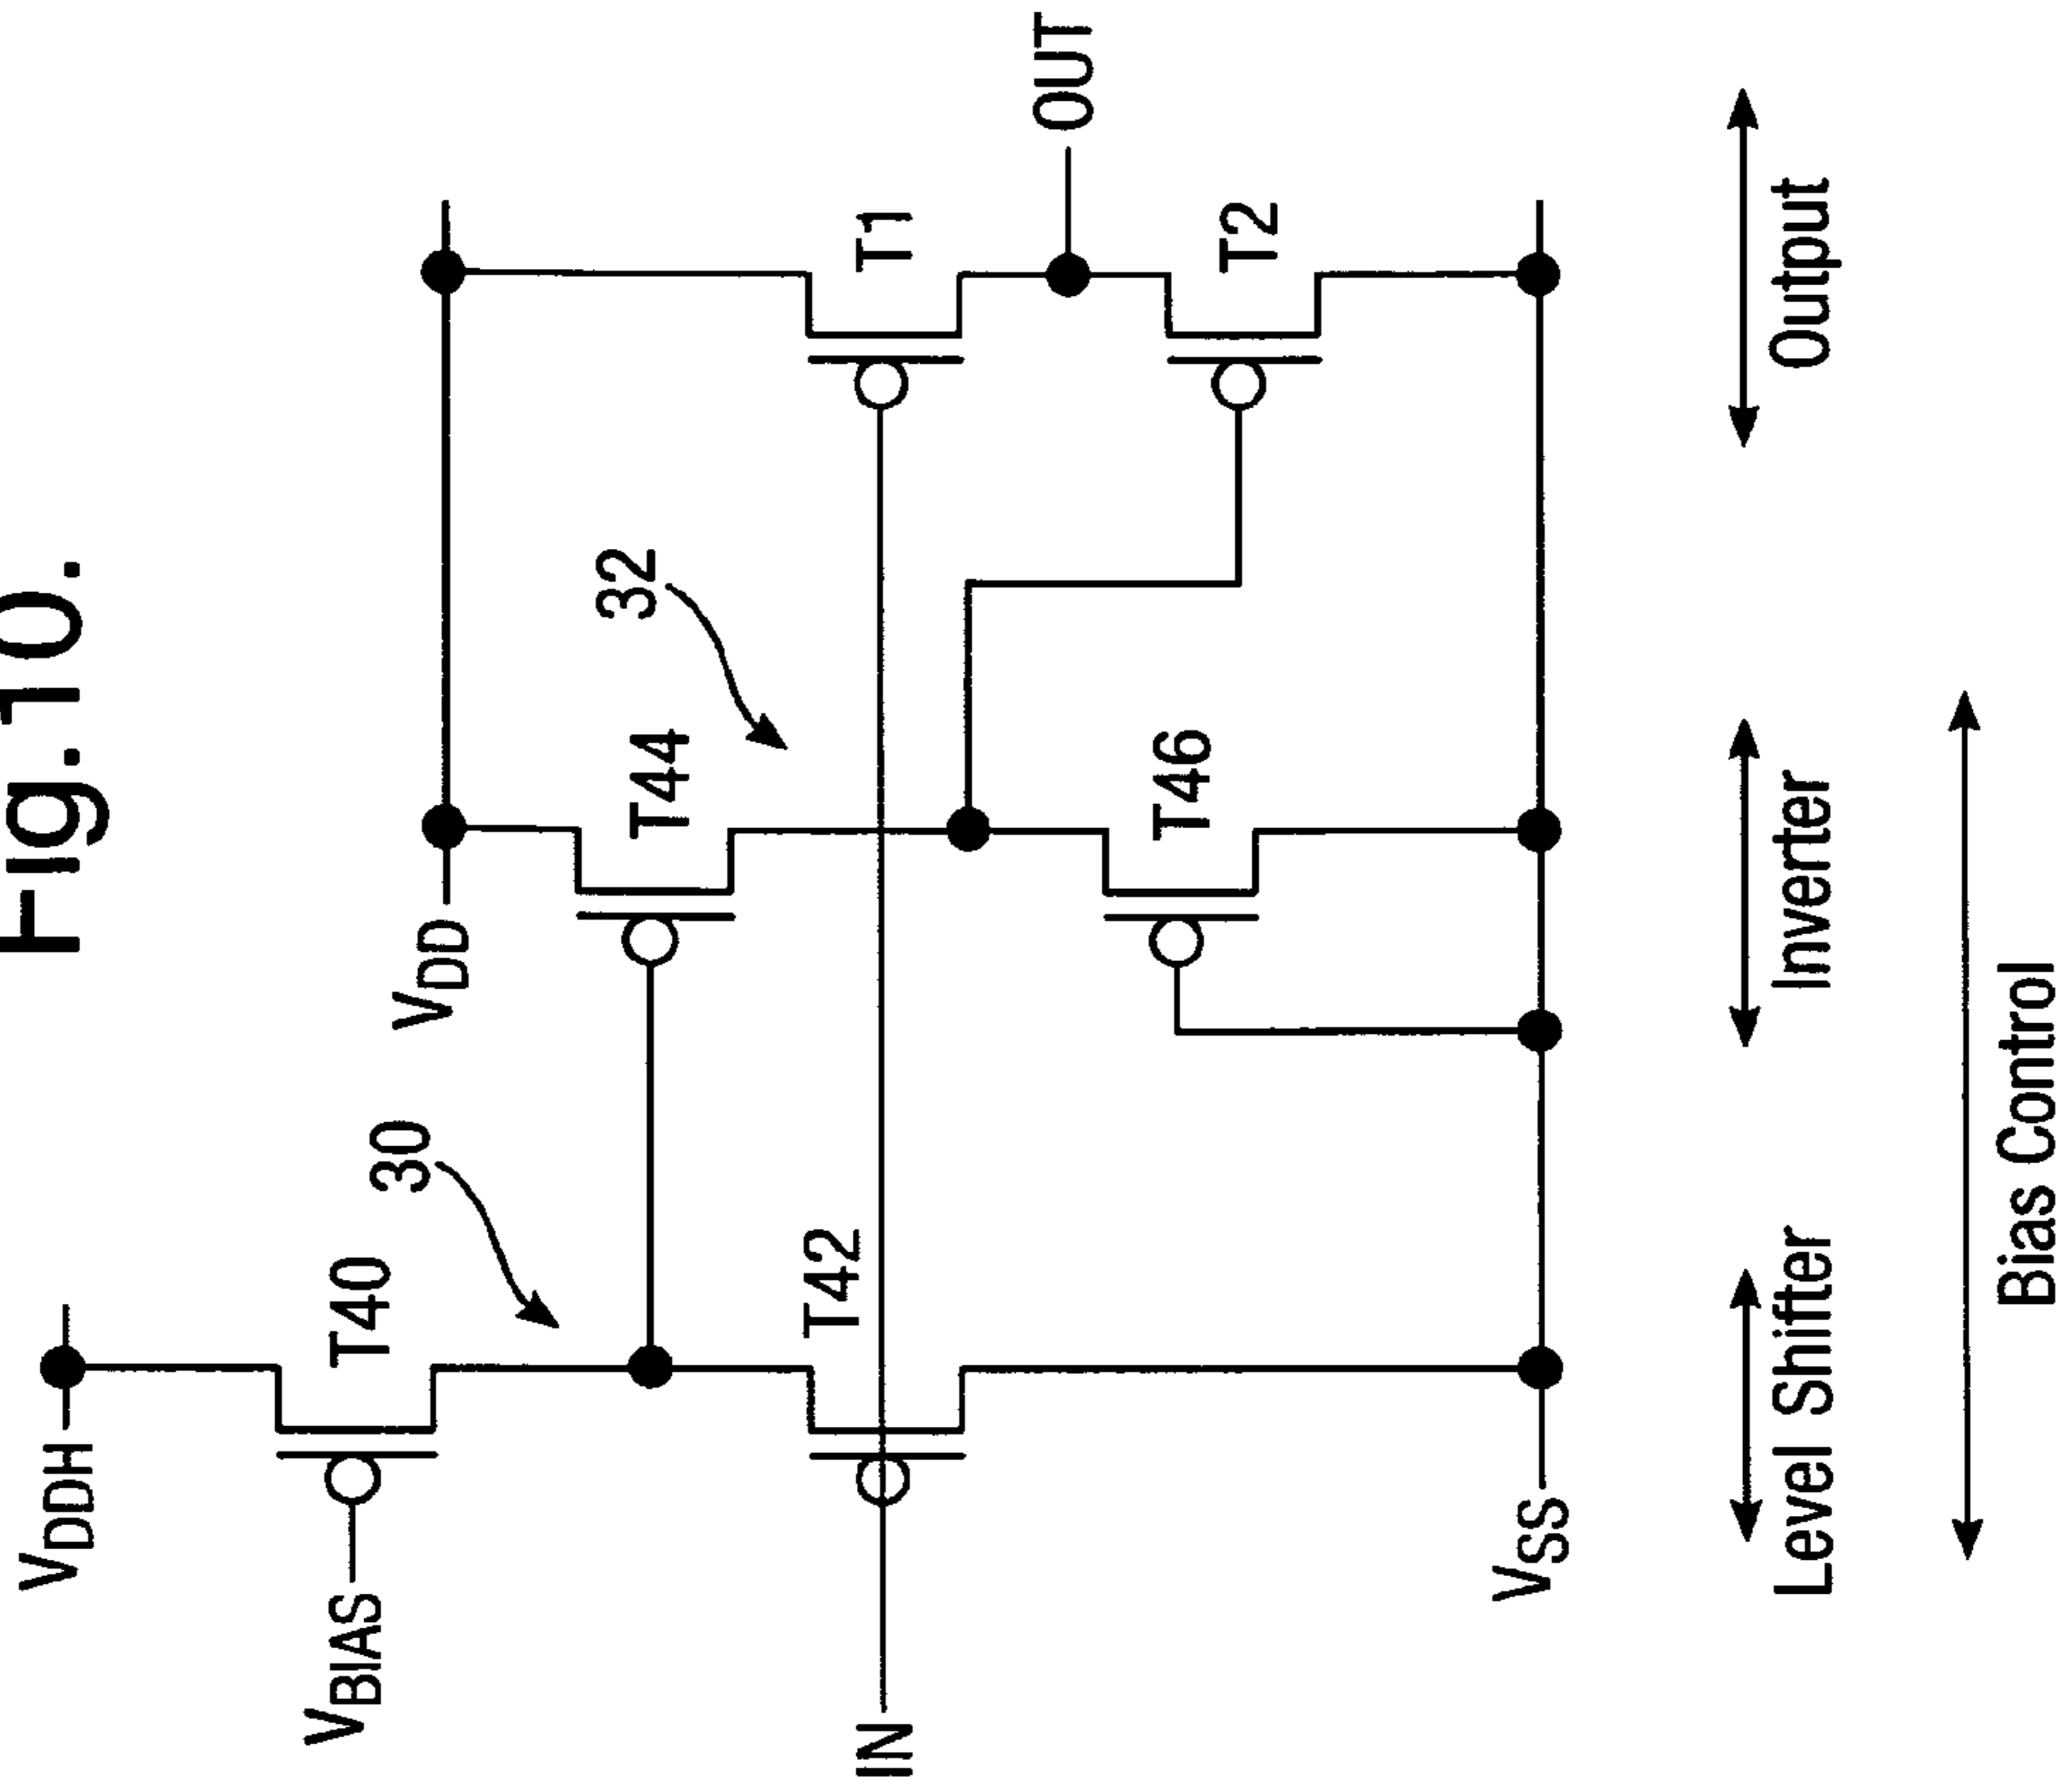 Fig.10.
VDDH
VBIAS
T40
30
VDD
T44
32
IN
T42
T1
OUT
T46
T2
VSS
Level Shifter
Inverter
Output
Bias Control